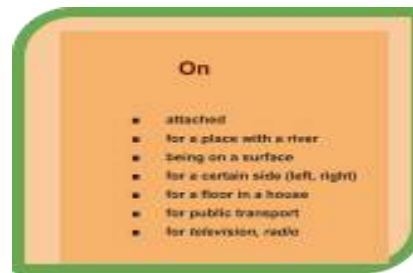 On
▪ attached
▪ for a place with a river
▪ being on a surface
▪ for a certain side (left, right)
▪ for a floor in a house
▪ for public transport
▪ for television, radio